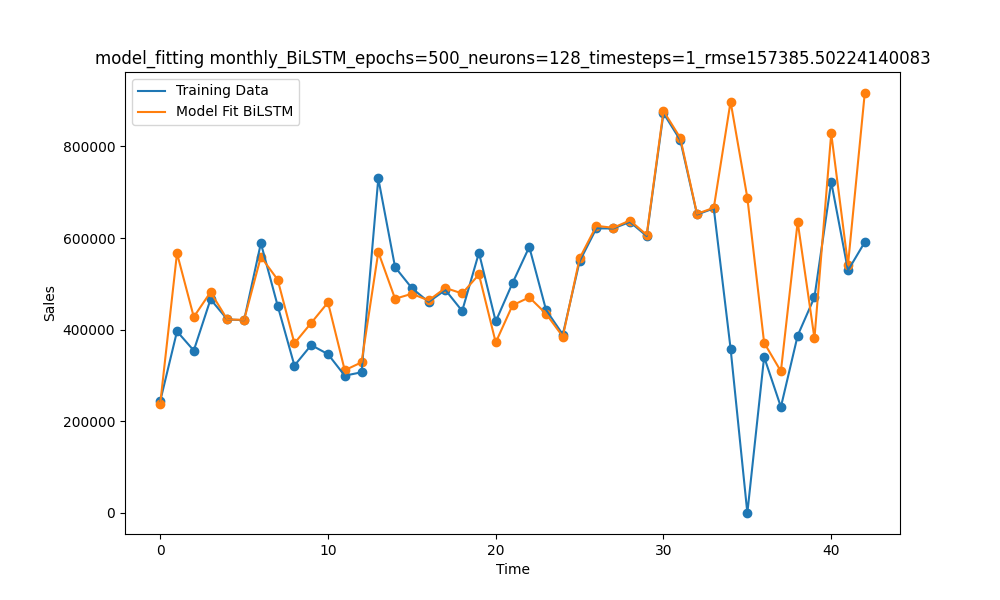 model_fitting monthly_BiLSTM_epochs=500_neurons=128_timesteps=1_rmse157385.50224140083
Training Data
Model Fit BiLSTM
800000
600000
400000
200000
0
Sales
0 10 20 30 40
Time